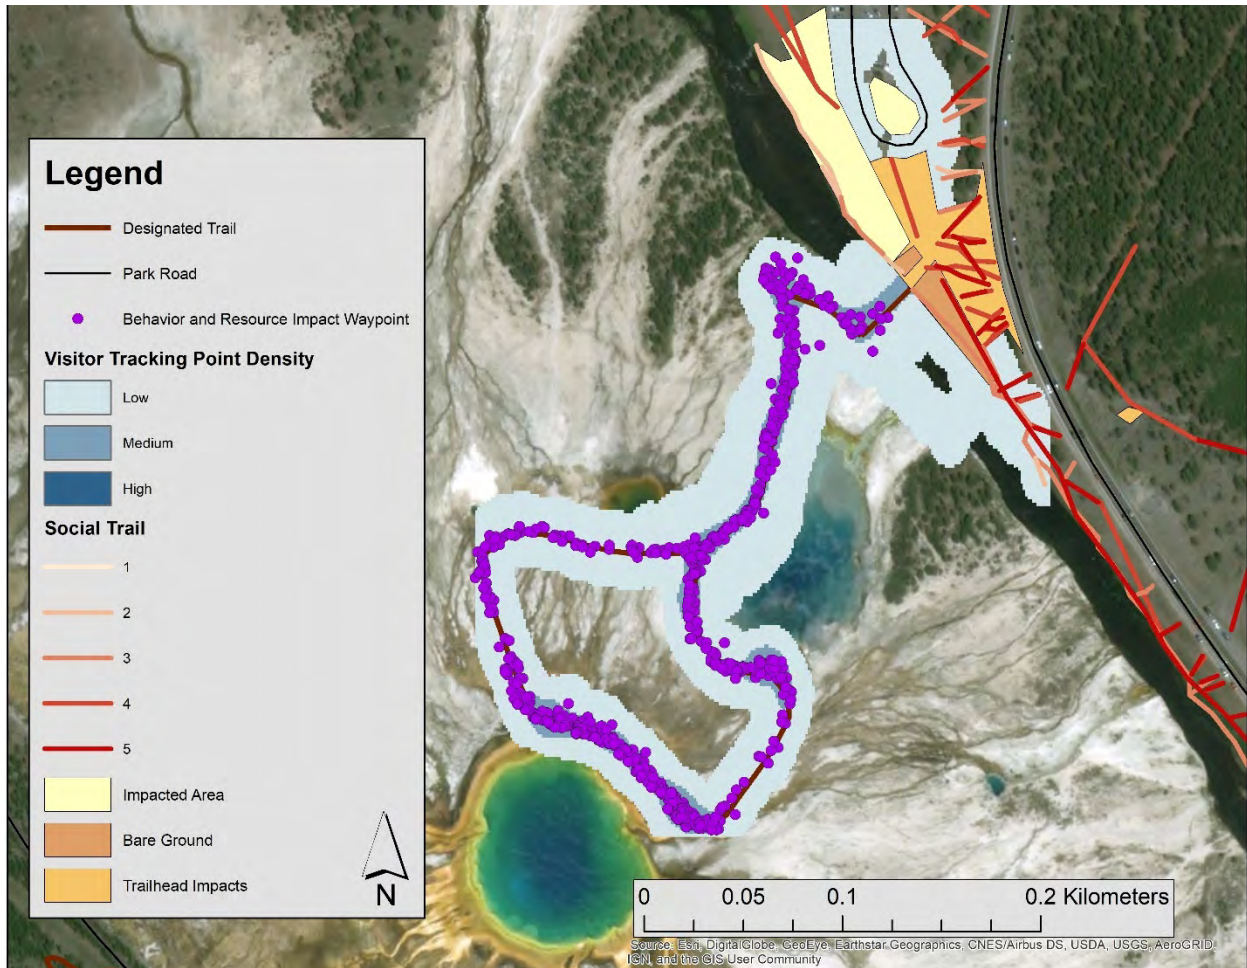 Legend
Designated Trail
Park Road
Behavior and Resource Impact Waypoint
Visitor Tracking Point Density
Low
Medium
High
Social Trail
1
2
3
4
5
Impacted Area
Bare Ground
Trailhead Impacts
N
0 0.05 0.1 0.2 Kilometers
Source: Esri, DigitalGlobe, GeoEye, Earthstar Geographics, CNES/Airbus DS, USDA, USGS, AeroGRID,
IGN, and the GIS User Community